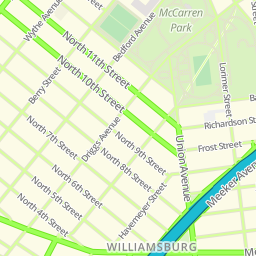 McCarren
Park
Wythe Avenue
Bedford Avenue
North 11th Street
North 10th Street
Berry Street
Lorimer Street
Richardson St
Frost Street
Union Avenue
Driggs Avenue
North 7th Street
North 9th Street
North 8th Street
North 6th Street
North 5th Street
North 4th Street
Havemeyer Street
Meeker Aven
WILLIAMSBURG
Me